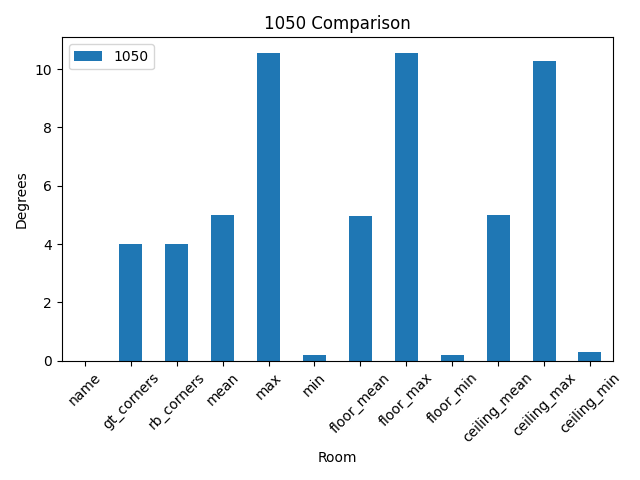 1050 Comparison
1050
Degrees
10
8
6
4
2
0
name
gt_corners
rb_corners
mean
max
min
floor_mean
floor_max
floor_min
ceiling_mean
ceiling_max
ceiling_min
Room